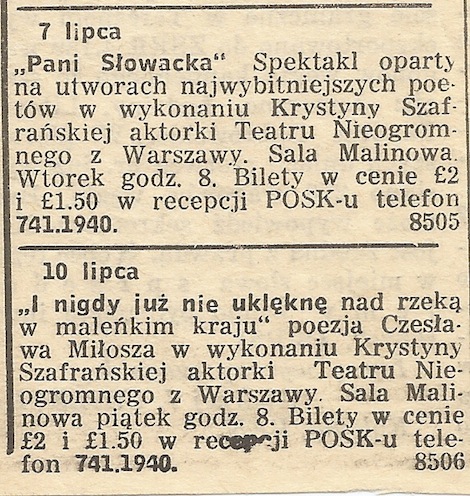 7 lipca
„Pani Słowacka“ Spektakl oparty
na utworach najwybitniejszych poe-
tów w wykonaniu Krystyny Szaf-
rańskiej aktorki Teatru Nieogrom-
nego z Warszawy. Sala Malinowa.
Wtorek godz. 8. Bilety w cenie £2
i £1.50 w recepcji POSK-u telefon
741.1940. 8505
10 lipca
„I nigdy już nie uklęknę nad rzeką
w maleńkim kraju“ poezja Czesła-
wa Miłosza w wykonaniu Krystyny
Szafrańskiej aktorki Teatru Nie-
ogromnego z Warszawy. Sala Mali-
nowa piątek godz. 8. Bilety w cenie
£2 i £1.50 w recepcji POSK-u tele-
fon 741.1940. 8506